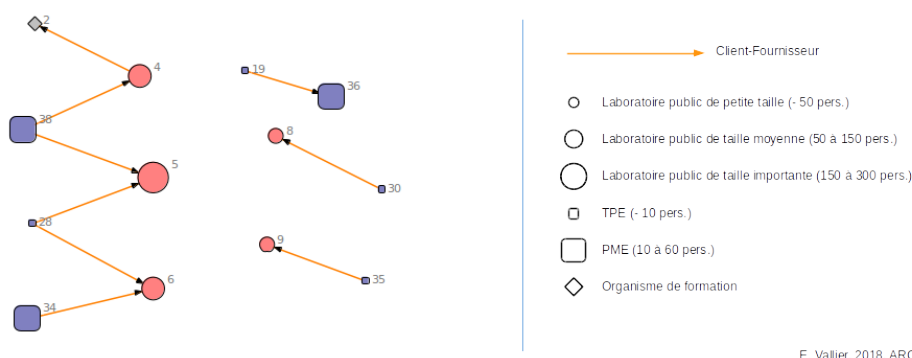 2
4
19
36
38
8
5
30
28
9
6
35
34
Client-Fournisseur
Laboratoire public de petite taille (- 50 pers.)
Laboratoire public de taille moyenne (50 à 150 pers.)
Laboratoire public de taille importante (150 à 300 pers.)
TPE (- 10 pers.)
PME (10 à 60 pers.)
Organisme de formation
F. Vallier, 2018, ARC